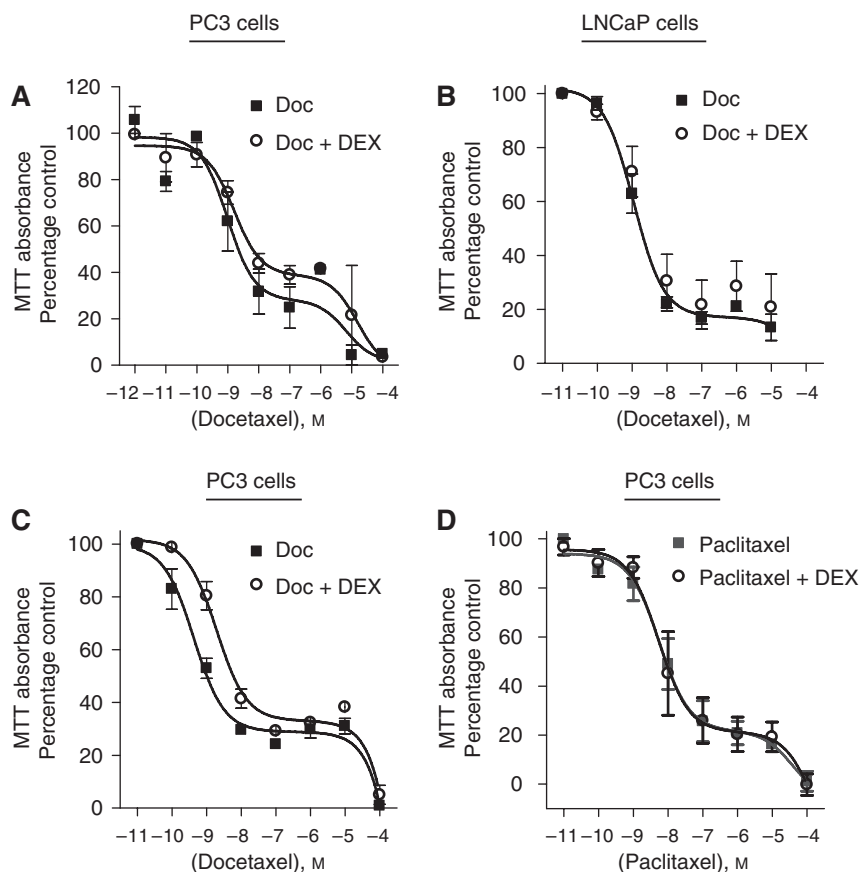 PC3 cells
LNCaP cells
A
120
100
80
60
40
20
0
MTT absorbance
Percentage control
Doc
Doc + DEX
−12 −11 −10 −9 −8 −7 −6 −5 −4
(Docetaxel), M
B
100
80
60
40
20
0
MTT absorbance
Percentage control
Doc
Doc + DEX
−11 −10 −9 −8 −7 −6 −5 −4
(Docetaxel), M
PC3 cells
PC3 cells
C
100
80
60
40
20
0
MTT absorbance
Percentage control
Doc
Doc + DEX
−11 −10 −9 −8 −7 −6 −5 −4
(Docetaxel), M
D
100
80
60
40
20
0
MTT absorbance
Percentage control
Paclitaxel
Paclitaxel + DEX
−11 −10 −9 −8 −7 −6 −5 −4
(Paclitaxel), M